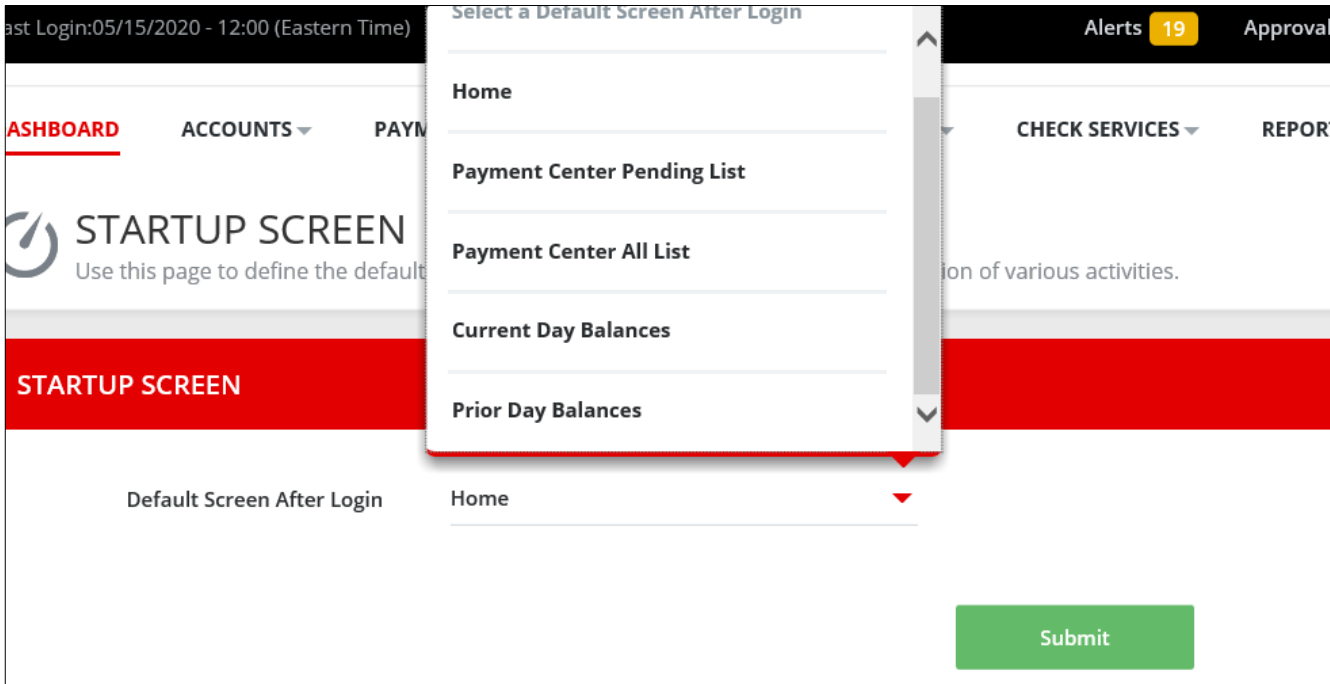 ast Login:05/15/2020 - 12:00 (Eastern Time)
Select a Default Screen After Login
Alerts 19 Approval
Home
ASHBOARD ACCOUNTS PAYM CHECK SERVICES REPORT
Payment Center Pending List
STARTUP SCREEN
Payment Center All List
Use this page to define the default ion of various activities.
Current Day Balances
STARTUP SCREEN
Prior Day Balances
Default Screen After Login Home
Submit